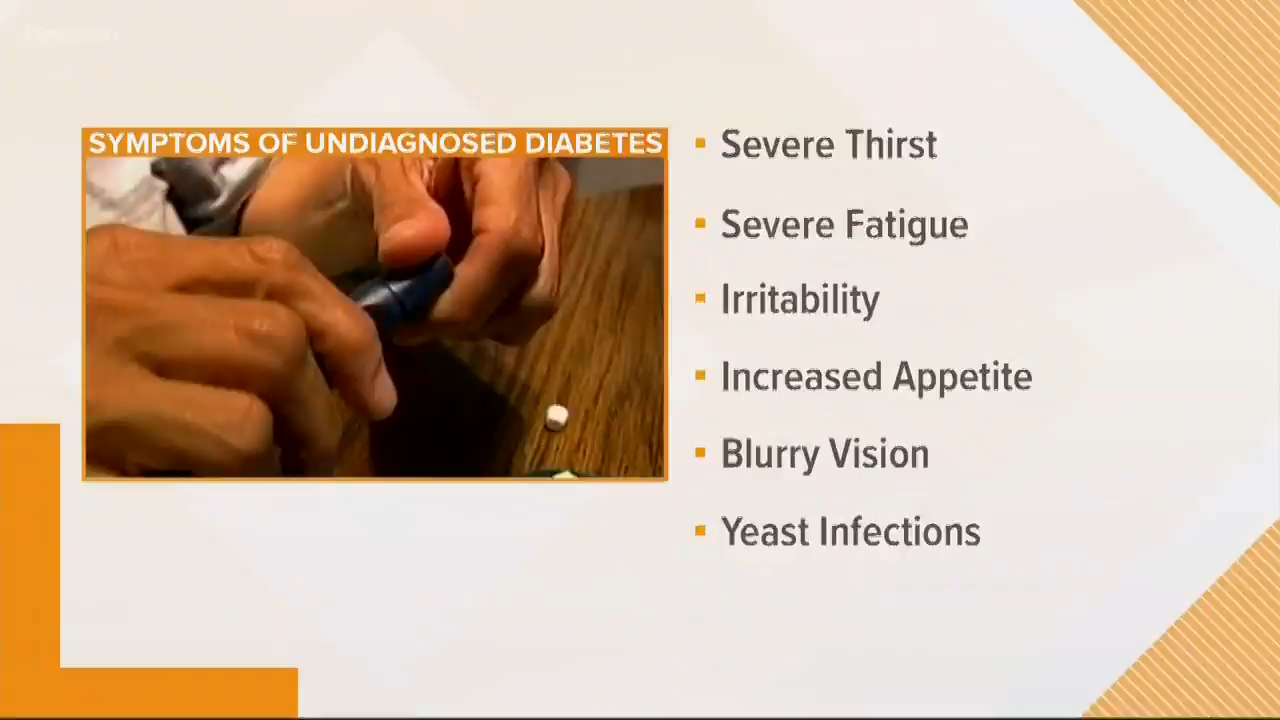 SYMPTOMS OF UNDIAGNOSED DIABETES
Severe Thirst
Severe Fatigue
Irritability
Increased Appetite
Blurry Vision
Yeast Infections